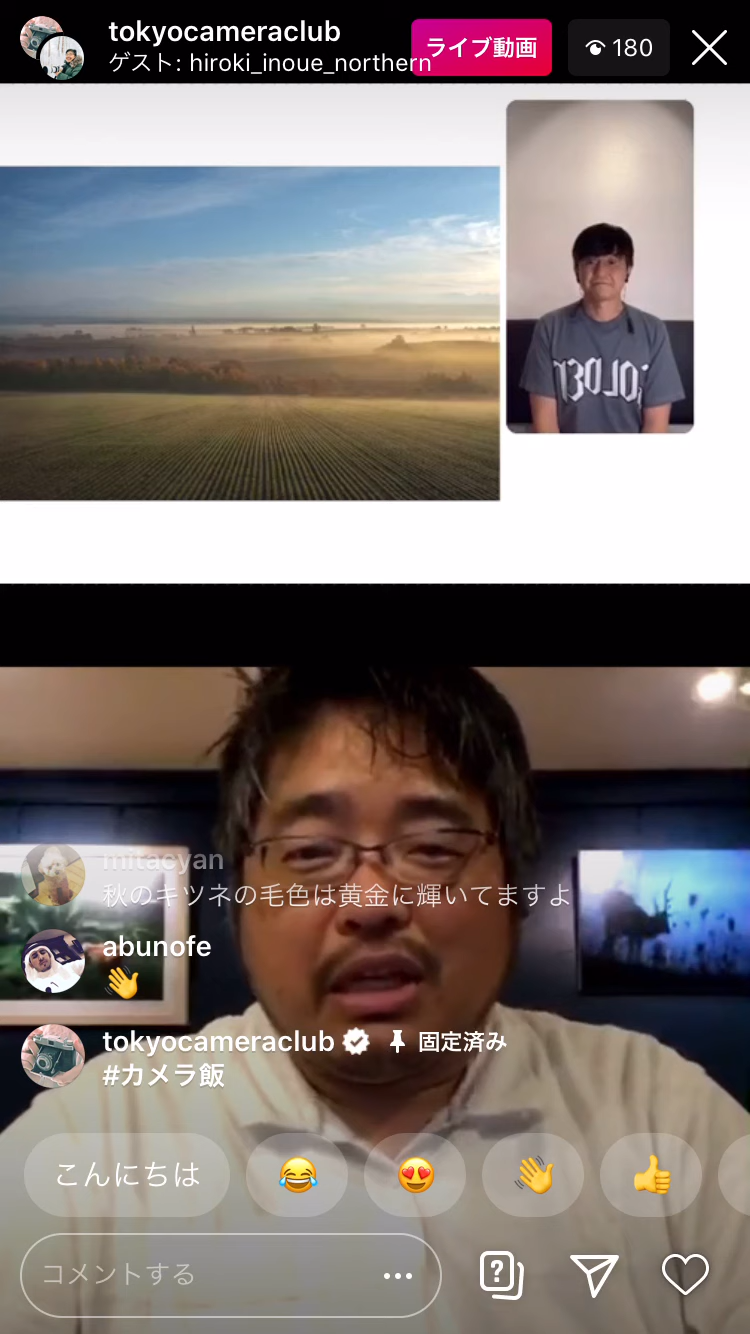 tokyocameraclub
ゲスト: hiroki_inoue_northern
ライブ動画
180
GOLDEN
mitacyan
秋のキツネの毛色は黄金に輝いてますよ
abunofe
👋
tokyocameraclub 固定済み
#カメラ飯
こんにちは 😂 😍 👋 👍
コメントする